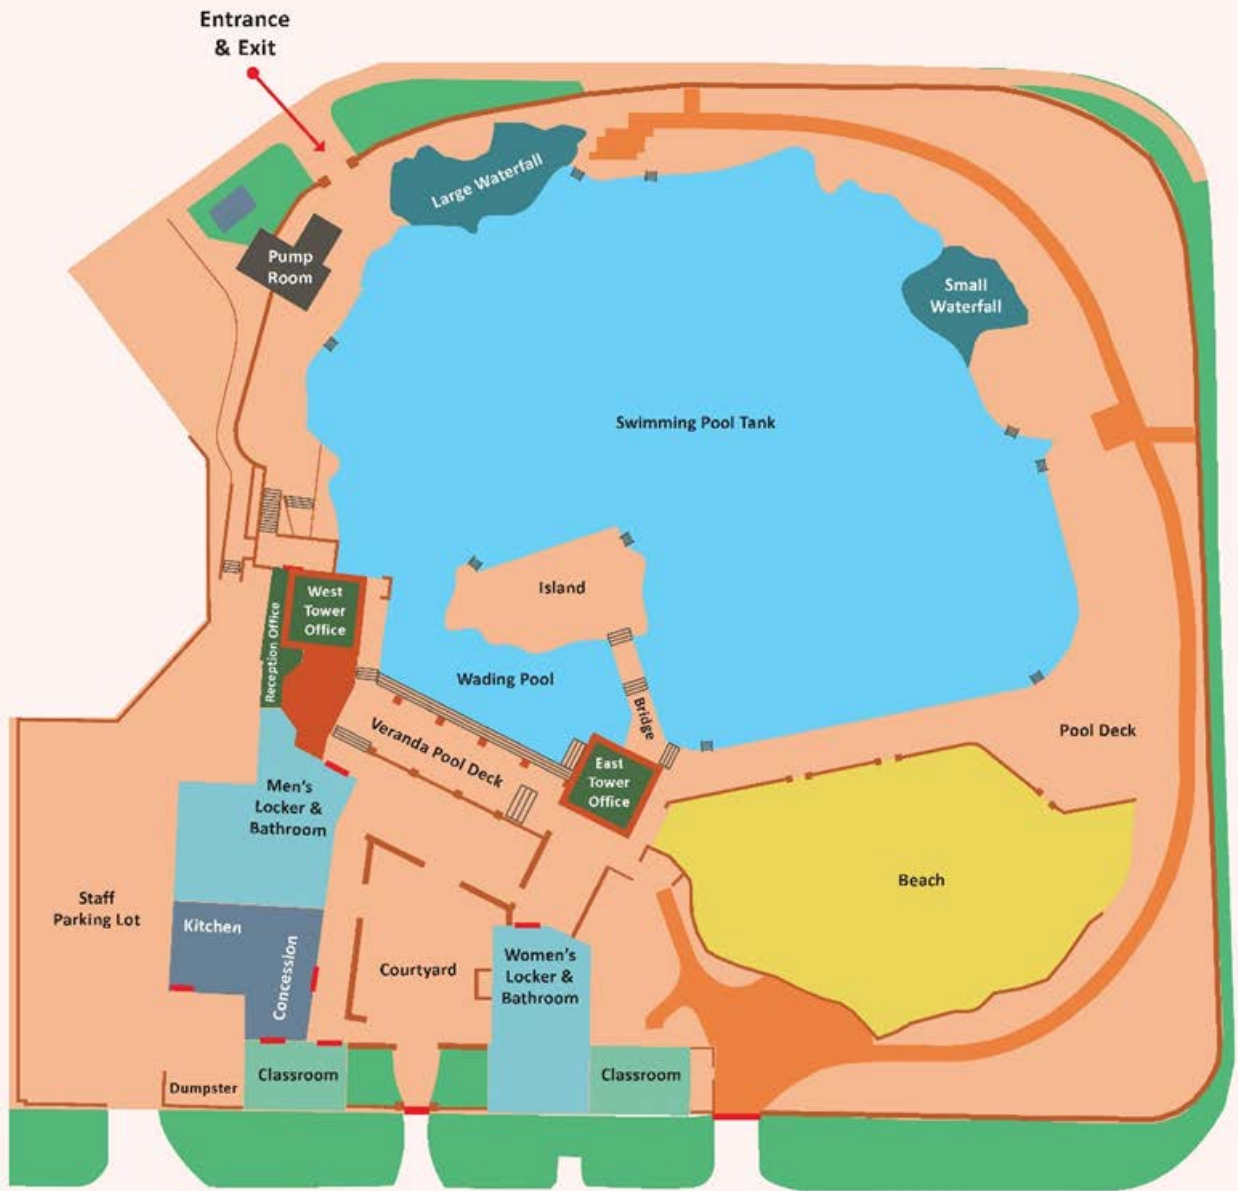 Entrance
& Exit
Large Waterfall
Pump
Room
Small
Waterfall
Swimming Pool Tank
Island
West
Tower
Office
Reception Office
Wading Pool
Bridge
Veranda Pool Deck
Pool Deck
East
Tower
Office
Men's
Locker &
Bathroom
Beach
Staff
Parking Lot
Kitchen
Concession
Courtyard
Women's
Locker &
Bathroom
Dumpster
Classroom
Classroom